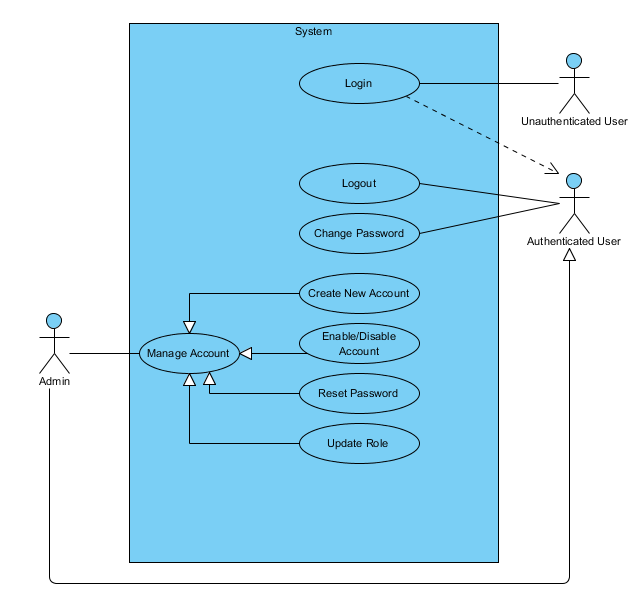 System
Login
Unauthenticated User
Logout
Change Password
Authenticated User
Create New Account
Enable/Disable
Account
Manage Account
Admin
Reset Password
Update Role